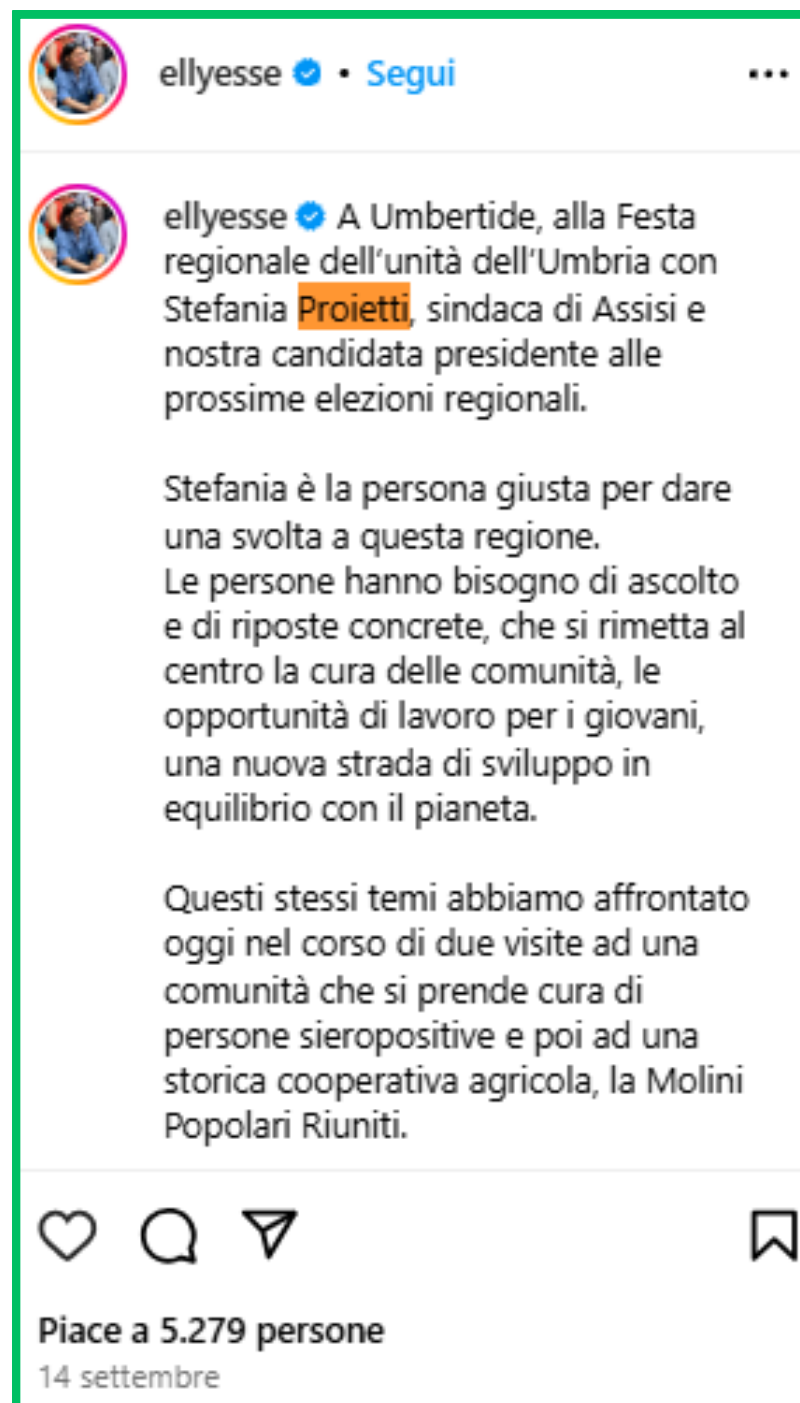 ellyesse • Segui
ellyesse A Umbertide, alla Festa
regionale dell'unità dell'Umbria con
Stefania Proietti, sindaca di Assisi e
nostra candidata presidente alle
prossime elezioni regionali.
Stefania è la persona giusta per dare
una svolta a questa regione.
Le persone hanno bisogno di ascolto
e di riposte concrete, che si rimetta al
centro la cura delle comunità, le
opportunità di lavoro per i giovani,
una nuova strada di sviluppo in
equilibrio con il pianeta.
Questi stessi temi abbiamo affrontato
oggi nel corso di due visite ad una
comunità che si prende cura di
persone sieropositive e poi ad una
storica cooperativa agricola, la Molini
Popolari Riuniti.
Piace a 5.279 persone
14 settembre